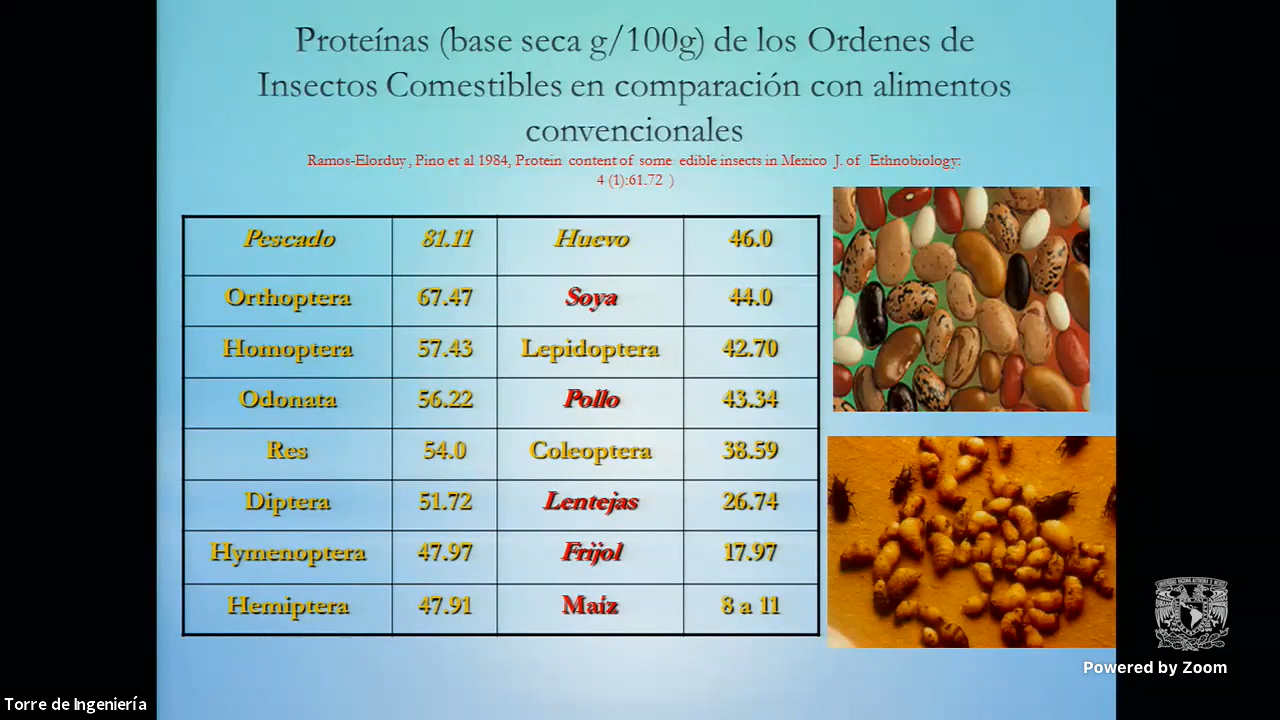 Proteínas (base seca g/100g) de los Ordenes de
Insectos Comestibles en comparación con alimentos
convencionales
Ramos-Elorduy, Pino et al 1984, Protein content of some edible insects in Mexico J. of Ethnobiology:
4 (1):61.72 )
Pescado 81.11 Huevo 46.0
Orthoptera 67.47 Soya 44.0
Homoptera 57.43 Lepidoptera 42.70
Odonata 56.22 Pollo 43.34
Res 54.0 Coleoptera 38.59
Diptera 51.72 Lentejas 26.74
Hymenoptera 47.97 Frijol 17.97
Hemiptera 47.91 Maíz 8 a 11
Powered by Zoom
Torre de Ingeniería